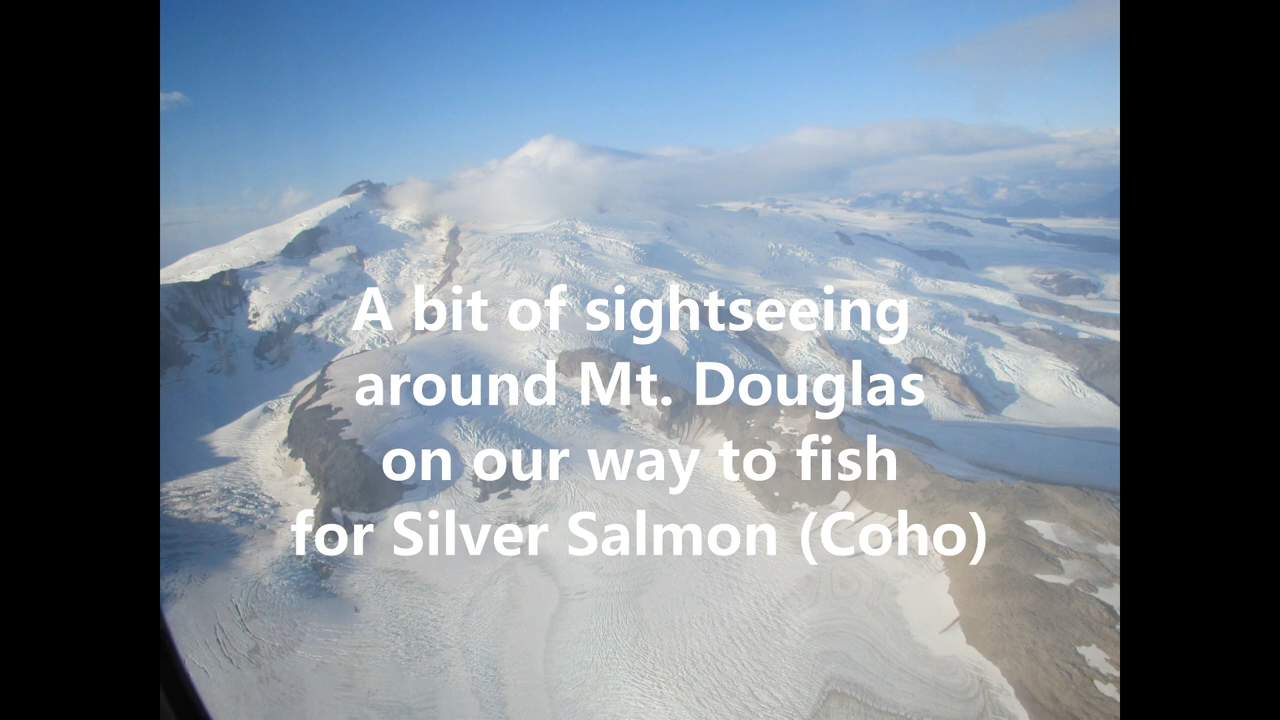 A bit of sightseeing
around Mt. Douglas
on our way to fish
for Silver Salmon (Coho)